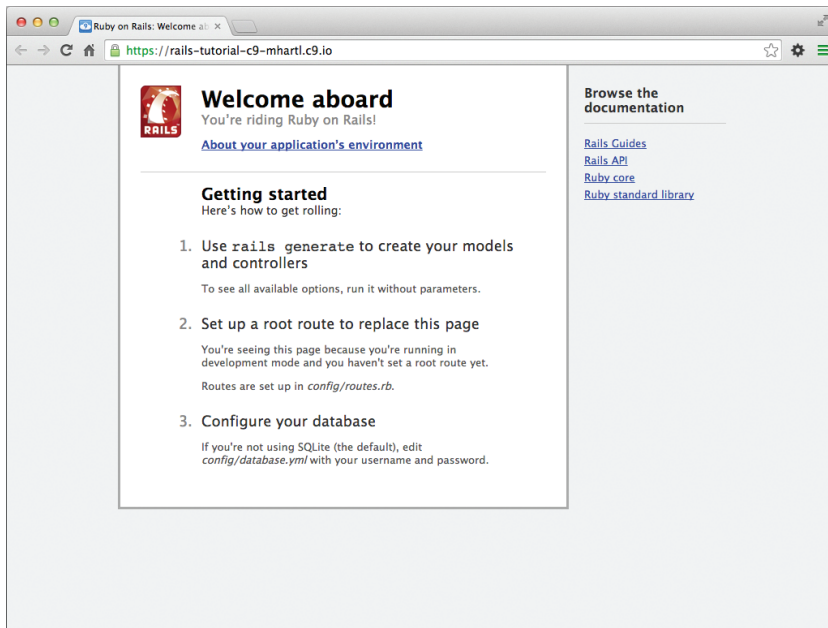 Ruby on Rails: Welcome ab
https://rails-tutorial-c9-mhartl.c9.io
RAILS
Welcome aboard
You're riding Ruby on Rails!
About your application's environment
Getting started
Here's how to get rolling:
1. Use rails generate to create your models
and controllers
To see all available options, run it without parameters.
2. Set up a root route to replace this page
You're seeing this page because you're running in
development mode and you haven't set a root route yet.
Routes are set up in config/routes.rb.
3. Configure your database
If you're not using SQLite (the default), edit
config/database.yml with your username and password.
Browse the
documentation
Rails Guides
Rails API
Ruby core
Ruby standard library